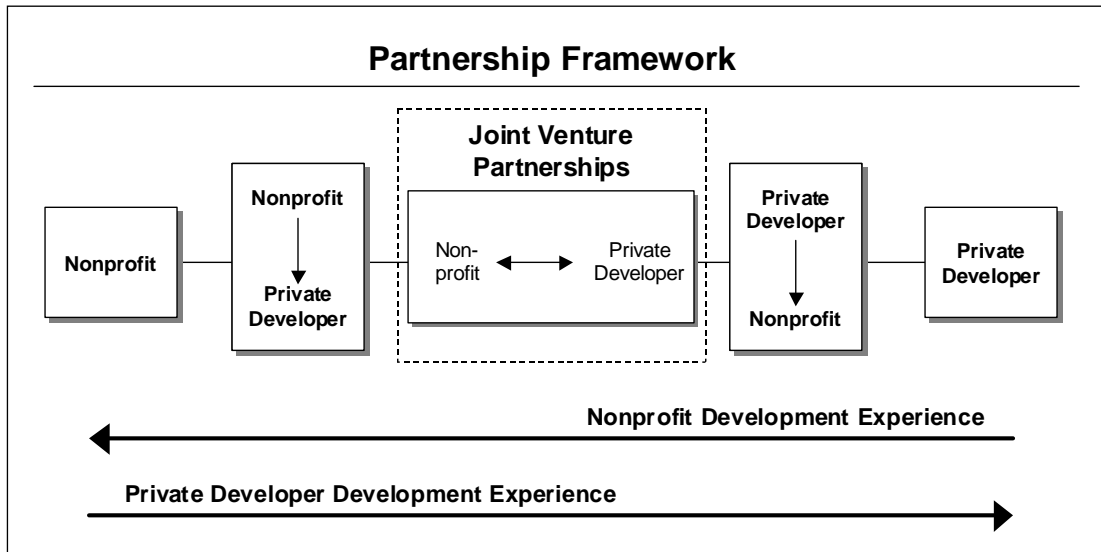 Partnership Framework
Joint Venture
Partnerships
Nonprofit
Nonprofit
Private
Developer
Non-
profit
Private
Developer
Private
Developer
Nonprofit
Private
Developer
Nonprofit Development Experience
Private Developer Development Experience